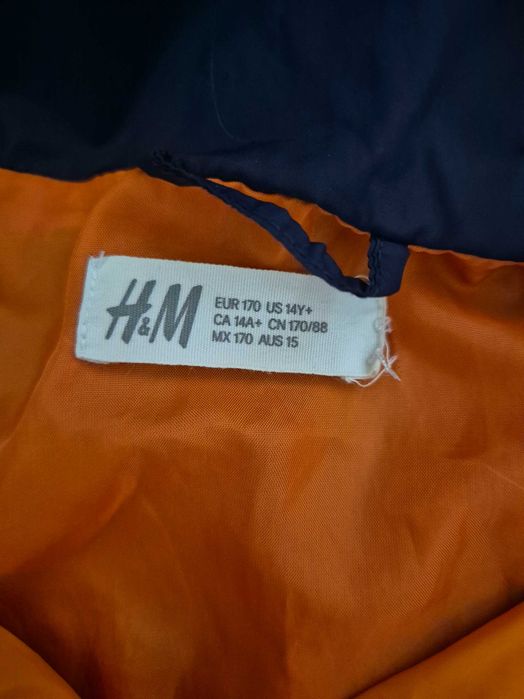 H&M
EUR 170 US 14Y+
CA 14A+ CN 170/88
MX 170 AUS 15